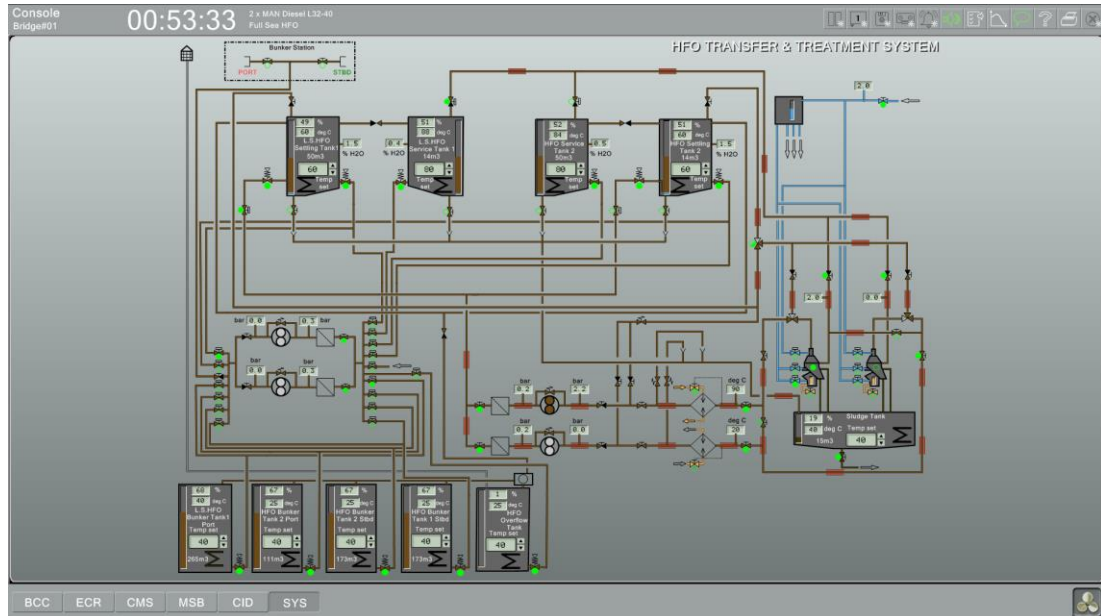 Console
Bridge#01
00:53:33
2 x MAN Diesel L32-40
Full Sea HFO
HFO TRANSFER & TREATMENT SYSTEM
Bunker Station
PORT
STBD
49 %
60 deg C
L.S.HFO
Settling Tank1
50m3
60
Temp
set
1.5
% H2O
51 %
88 deg C
L.S.HFO
Service Tank 1
14m3
80
Temp
set
0.4
% H2O
52 %
84 deg C
HFO Service
Tank 2
50m3
80
Temp
set
0.5
% H2O
51 %
60 deg C
HFO Settling
Tank 2
14m3
60
Temp
set
1.5
% H2O
2.0
2.0
0.0
bar 0.0
0.3 bar
bar
0.0
bar
0.3
bar
0.2
bar
2.2
deg C
90
bar
0.2
bar
0.0
deg C
20
19 %
Sludge Tank
40 deg C
Temp set
15m3
40
60 %
40 deg C
L.S.HFO
Bunker Tank1
Port
Temp set
40
265m3
67 %
25 deg C
HFO Bunker
Tank 2 Port
Temp set
40
111m3
67 %
25 deg C
HFO Bunker
Tank 2 Stbd
Temp set
40
173m3
67 %
25 deg C
HFO Bunker
Tank 1 Stbd
Temp set
40
173m3
1 %
25 deg C
HFO
Overflow
Tank
Temp set
40
BCC
ECR
CMS
MSB
CID
SYS